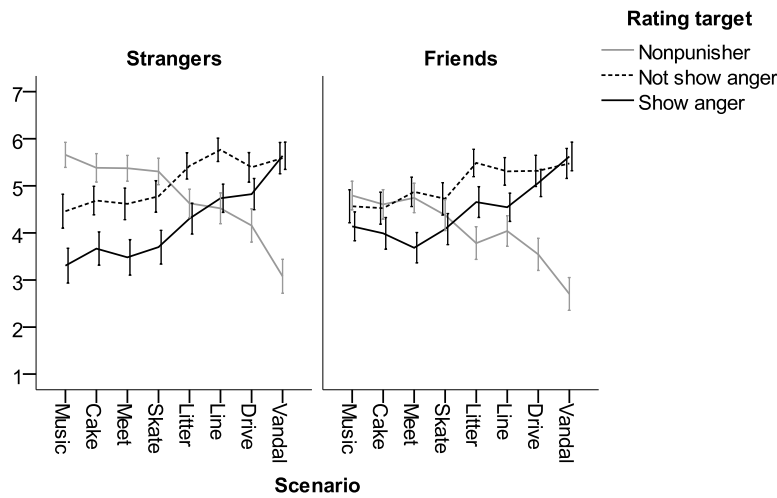 Rating target
Nonpunisher
Not show anger
Show anger
Strangers
Friends
7
6
5
4
3
2
1
Music
Cake
Meet
Skate
Litter
Line
Drive
Vandal
Music
Cake
Meet
Skate
Litter
Line
Drive
Vandal
Scenario